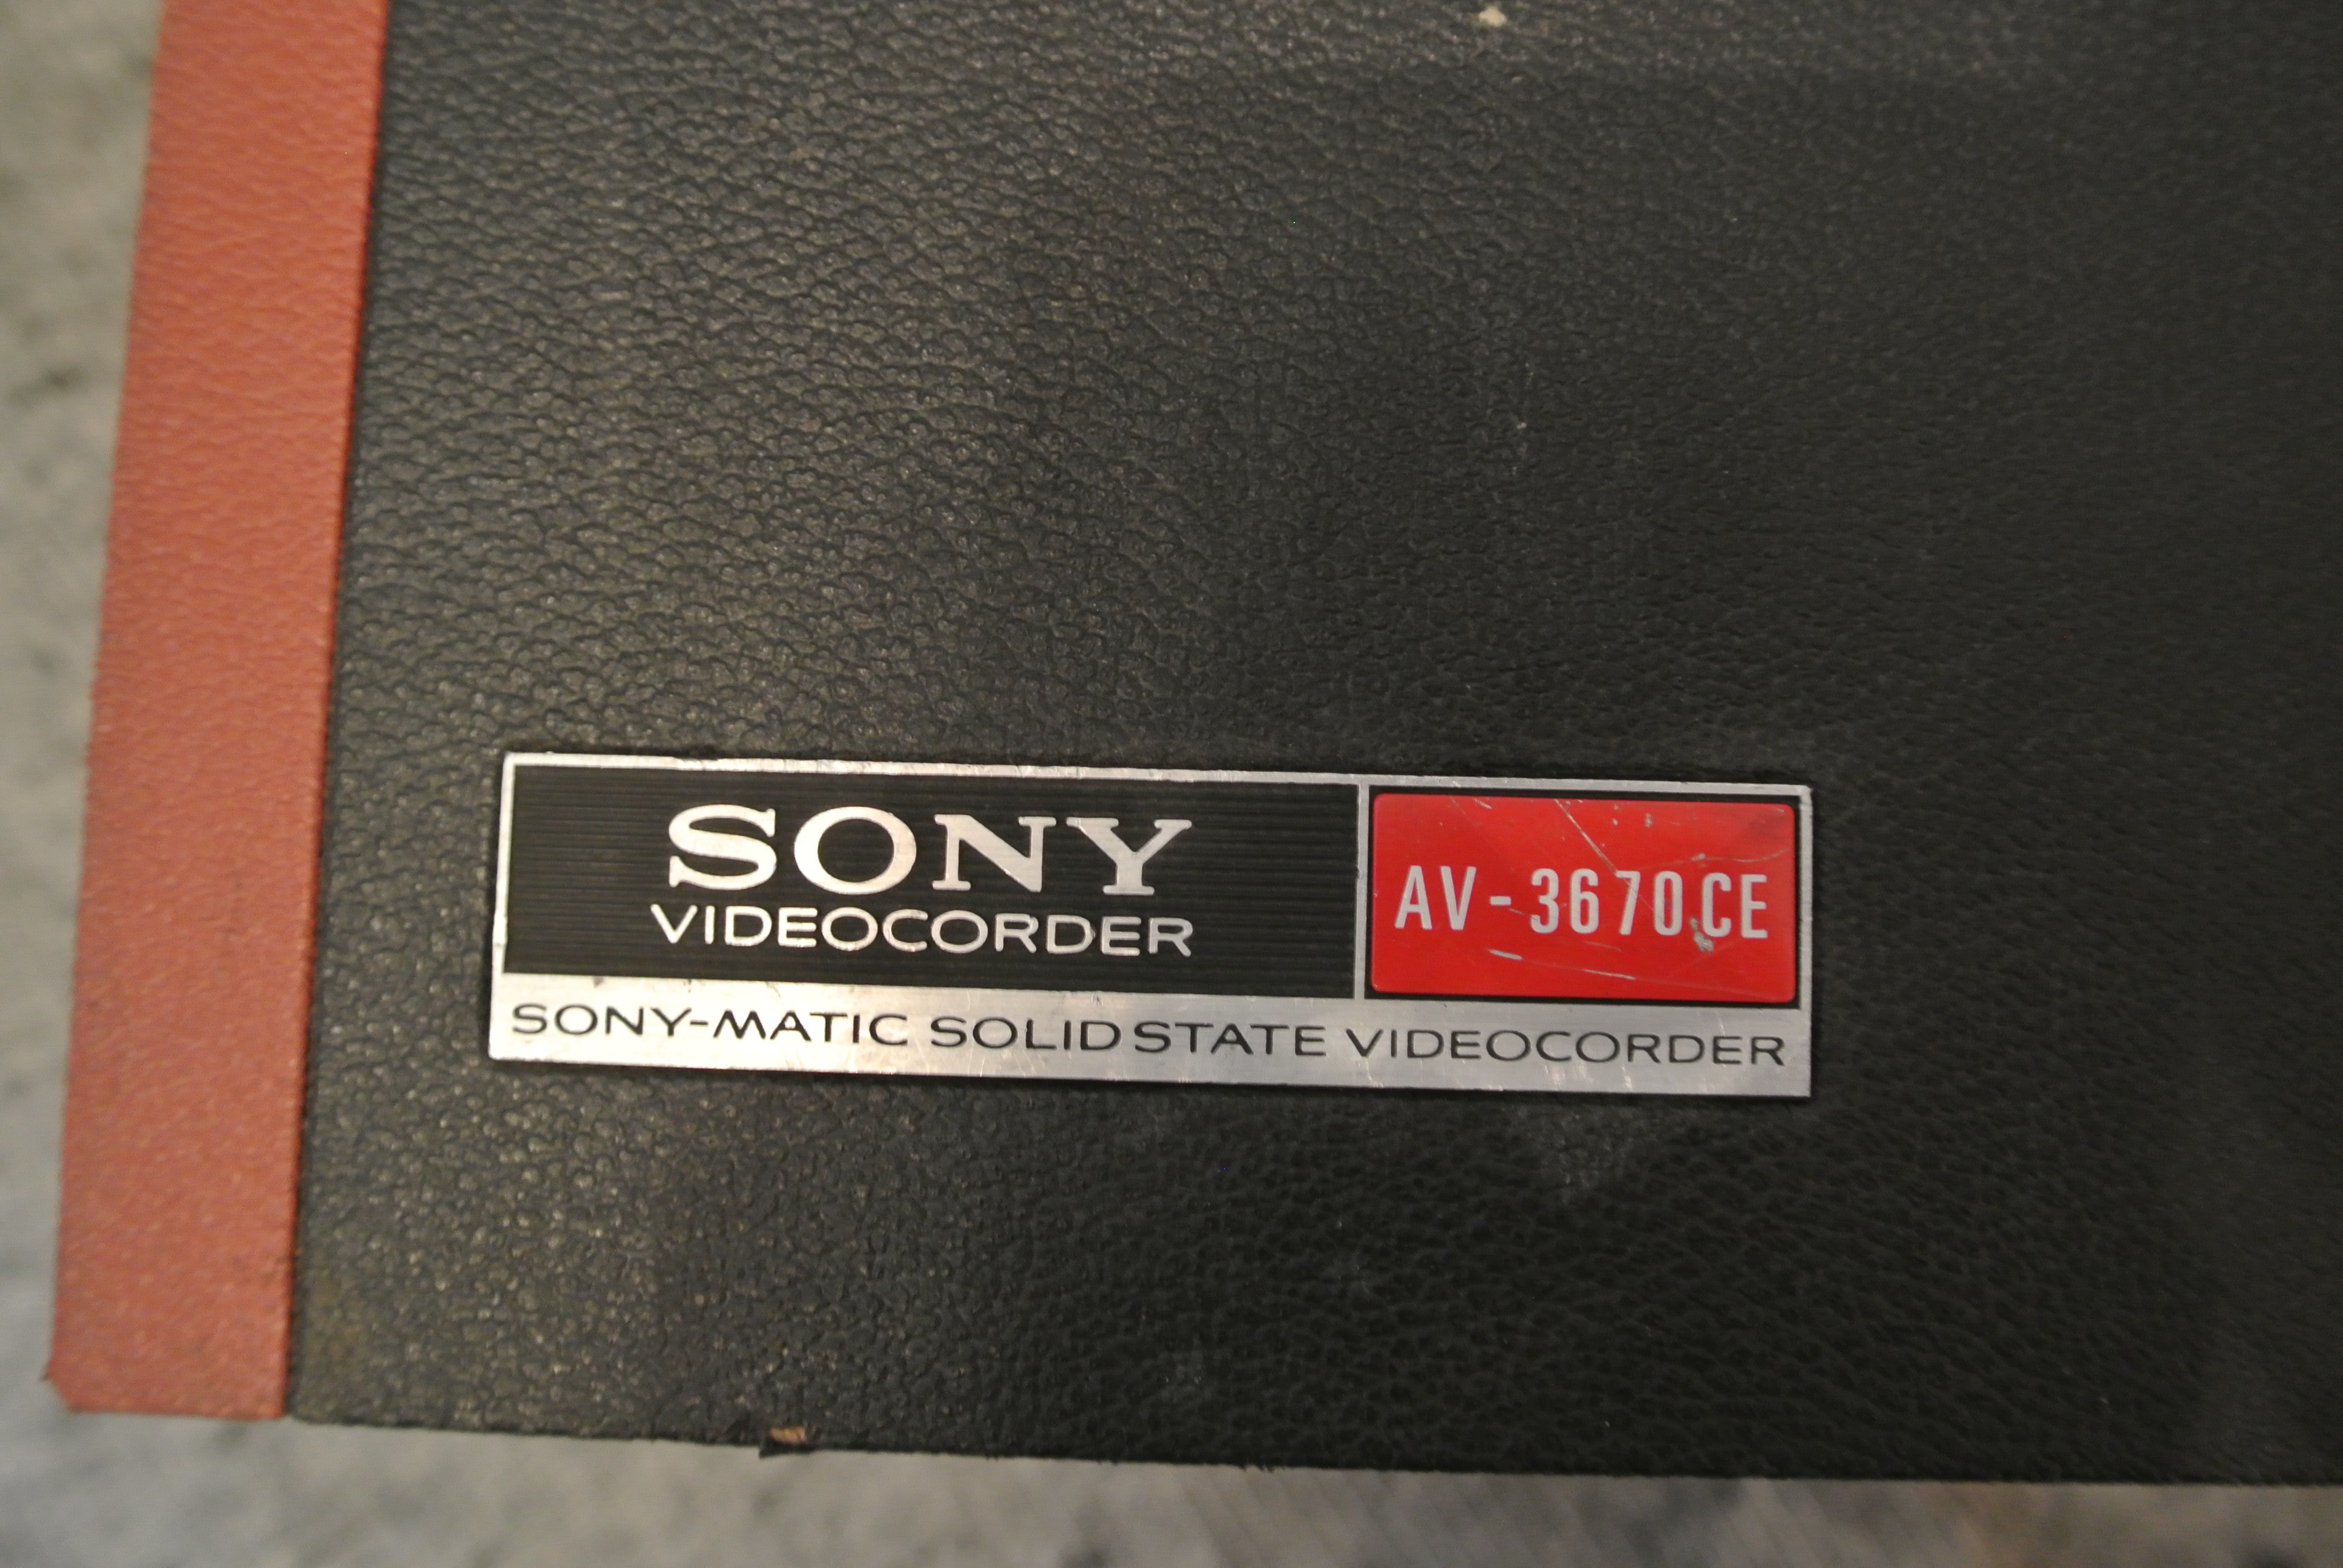 SONY
VIDEOCORDER
AV-3670CE
SONY-MATIC SOLID STATE VIDEOCORDER